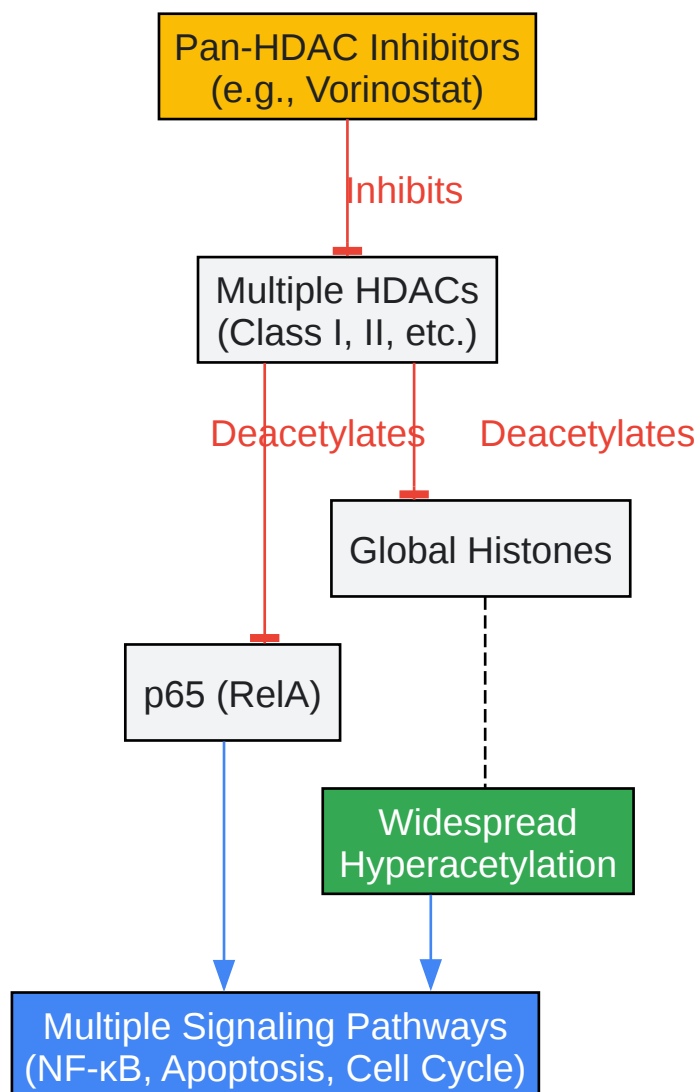 Pan-HDAC Inhibitors
(e.g., Vorinostat)
Inhibits
Multiple HDACs
(Class I, II, etc.)
Deacetylates
Deacetylates
Global Histones
p65 (RelA)
Widespread
Hyperacetylation
Multiple Signaling Pathways
(NF-κB, Apoptosis, Cell Cycle)